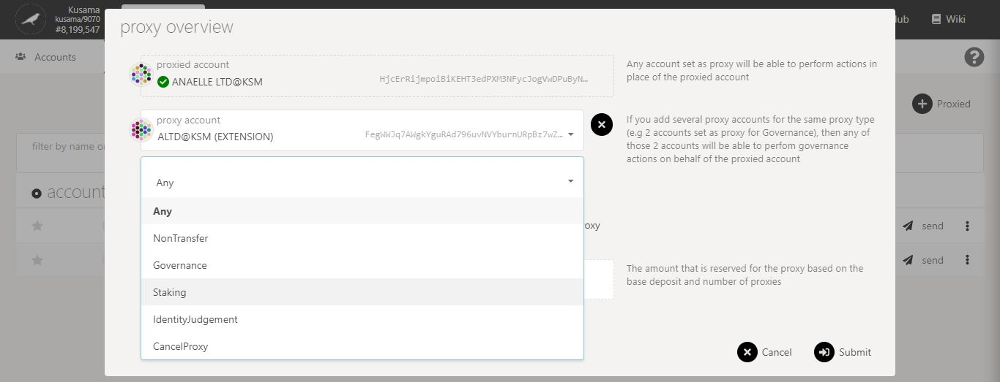 Kusama
kusama/9070
#8,199,547
Wiki
Accounts
proxy overview
proxied account
ANAELLE LTD@KSM
HjcErRijmpoiBiKEHT3edPXM3NFycJogVwDPuByN…
Any account set as proxy will be able to perform actions in
place of the proxied account
Proxied
proxy account
ALTD@KSM (EXTENSION)
FegWWJq7AWgkYguRAd796uvNVYburnURpBz7wZ…
If you add several proxy accounts for the same proxy type
(e.g 2 accounts set as proxy for Governance), then any of
those 2 accounts will be able to perfom governance
actions on behalf of the proxied account
filter by name or
Any
account
Any
NonTransfer
Governance
Staking
IdentityJudgement
CancelProxy
oxy
send
send
The amount that is reserved for the proxy based on the
base deposit and number of proxies
Cancel
Submit